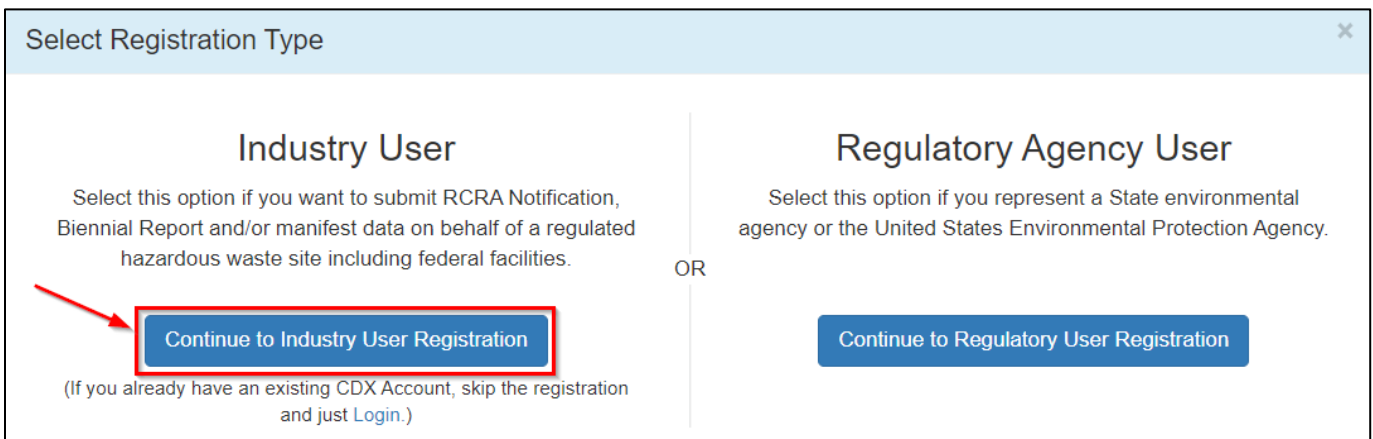 Select Registration Type
×
Industry User
Select this option if you want to submit RCRA Notification,
Biennial Report and/or manifest data on behalf of a regulated
hazardous waste site including federal facilities.
Continue to Industry User Registration
(If you already have an existing CDX Account, skip the registration
and just Login.)
OR
Regulatory Agency User
Select this option if you represent a State environmental
agency or the United States Environmental Protection Agency.
Continue to Regulatory User Registration